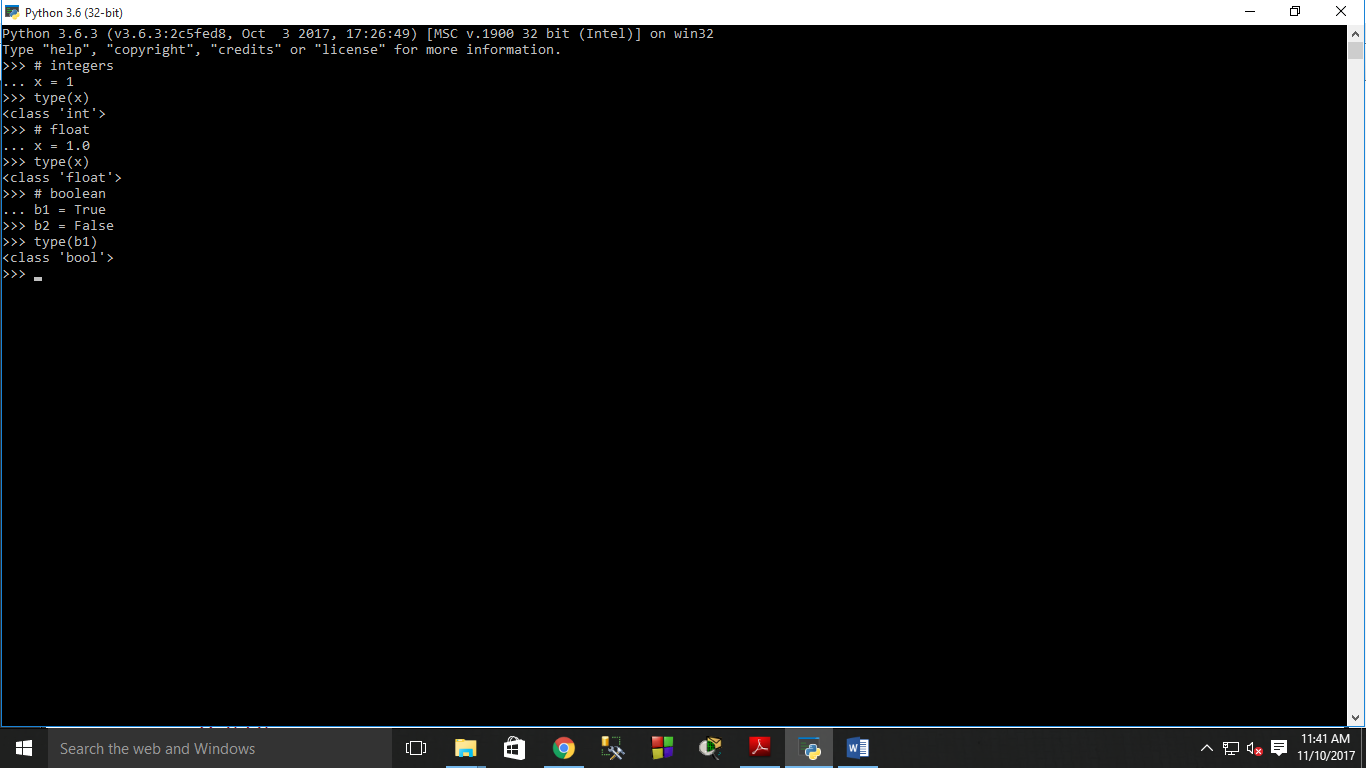 Python 3.6 (32-bit)
Python 3.6.3 (v3.6.3:2c5fed8, Oct  3 2017, 17:26:49) [MSC v.1900 32 bit (Intel)] on win32
Type "help", "copyright", "credits" or "license" for more information.
>>> # integers
... x = 1
>>> type(x)
<class 'int'>
>>> # float
... x = 1.0
>>> type(x)
<class 'float'>
>>> # boolean
... b1 = True
>>> b2 = False
>>> type(b1)
<class 'bool'>
>>>
Search the web and Windows
11:41 AM
11/10/2017